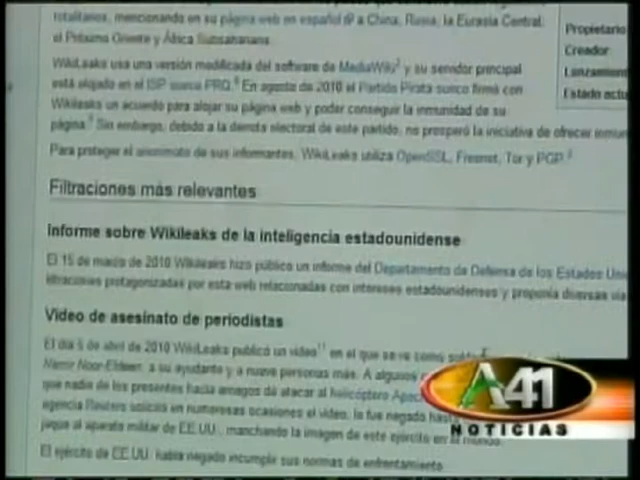 totalitarios, mencionando en su página web en español a China, Rusia, la Eurasia Central,
el Próximo Oriente y África Subsahariana.
WikiLeaks usa una versión modificada del software de MediaWiki² y su servidor principal
está alojado en el ISP sueco PRQ. En agosto de 2010 el Partido Pirata sueco firmó con
Wikileaks un acuerdo para alojar su página web y poder conseguir la inmunidad de su
página. Sin embargo, debido a la derrota electoral de este partido, no prosperó la iniciativa de ofrecer
Para proteger el anonimato de sus informantes, WikiLeaks utiliza OpenSSL, Freenet, Tor y PGP.
Propietario
Creador
Lanzamient
Estado actu
Filtraciones más relevantes
Informe sobre Wikileaks de la inteligencia estadounidense
El 15 de marzo de 2010 Wikileaks hizo público un informe del Departamento de Defensa de los Estados Uni
filtraciones protagonizadas por esta web relacionadas con intereses estadounidenses y proponía diversas vía
Video de asesinato de periodistas
El día 5 de abril de 2010 WikiLeaks publicó un video¹¹ en el que se ve como
Namir Noor-Eldeen, a su ayudante y a nueve personas más. A algunos
que nadie de los presentes hacía amagos de atacar al helicóptero Apac
agencia Reuters solicitó en numerosas ocasiones el video, le fue negado hasta
jaque al aparato militar de EE.UU., manchando la imagen de este ejército en el mundo.
El ejército de EE.UU. había negado incumplir sus normas de enfrentamiento
A41
NOTICIAS